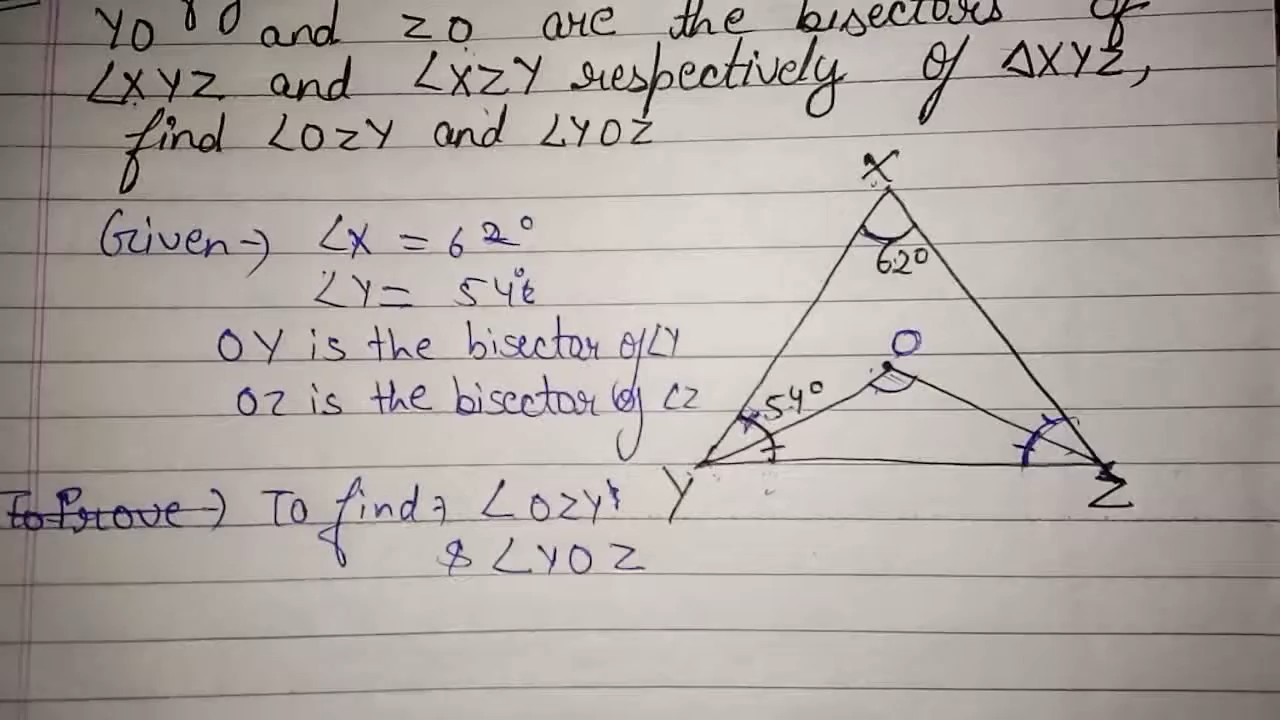 YO and ZO are the bisectors of
∠XYZ and ∠XZY respectively of ΔXYZ,
find ∠OZY and ∠YOZ
X
Given→ ∠X = 62°
62°
∠Y = 54°
OY is the bisector of ∠Y
O
OZ is the bisector of ∠Z
54°
Y
Z
To Prove→ To find→ ∠OZY
& ∠YOZ